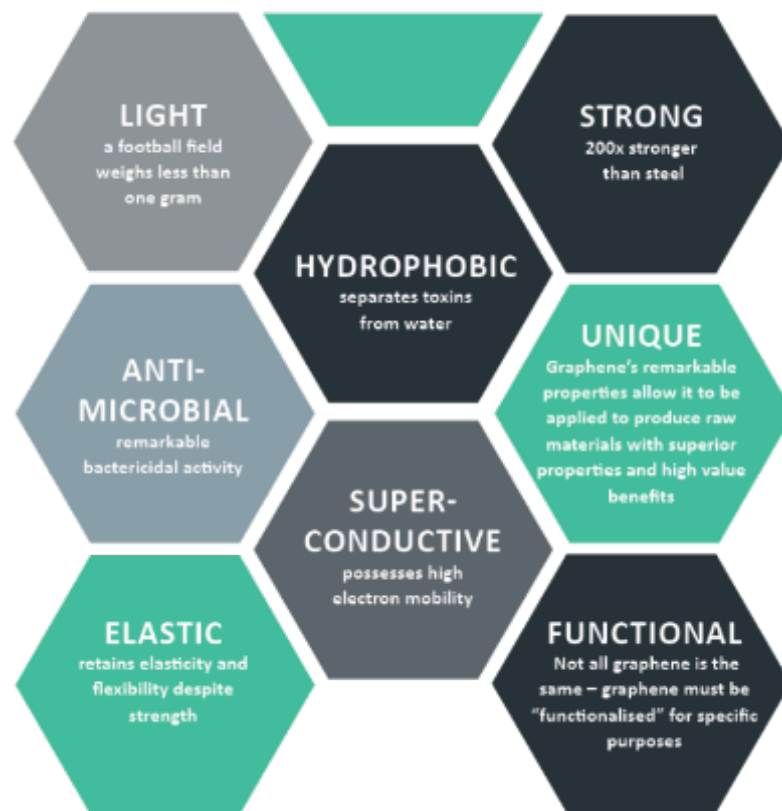 LIGHT
a football field
weighs less than
one gram
STRONG
200x stronger
than steel
HYDROPHOBIC
separates toxins
from water
ANTI-
MICROBIAL
remarkable
bactericidal activity
UNIQUE
Graphene's remarkable
properties allow it to be
applied to produce raw
materials with superior
properties and high value
benefits
SUPER-
CONDUCTIVE
possesses high
electron mobility
ELASTIC
retains elasticity and
flexibility despite
strength
FUNCTIONAL
Not all graphene is the
same – graphene must be
“functionalised” for specific
purposes